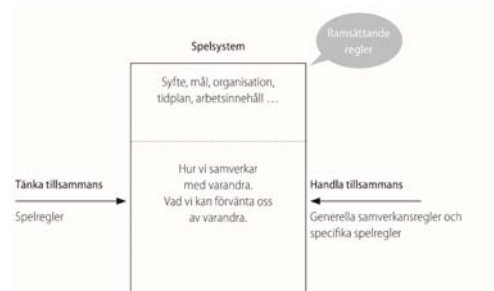 Ramsättande
regler
Spelsystem
Syfte, mål, organisation,
tidplan, arbetsinnehåll ...
Hur vi samverkar
med varandra.
Vad vi kan förvänta oss
av varandra.
Tänka tillsammans
Spelregler
Handla tillsammans
Generella samverkansregler och
specifika spelregler